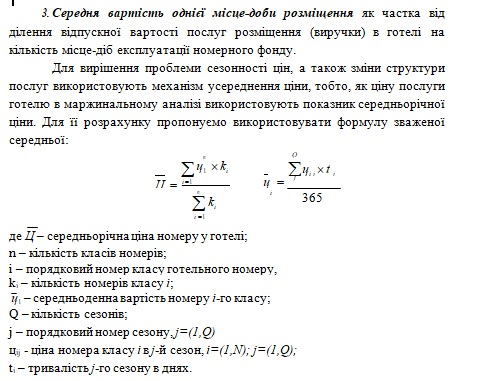 3. Середня вартість однієї місце-доби розміщення як частка від
ділення відпускної вартості послуг розміщення (виручки) в готелі на
кількість місце-діб експлуатації номерного фонду.
Для вирішення проблеми сезонності цін, а також зміни структури
послуг використовують механізм усереднення ціни, тобто, як ціну послуги
готелю в маржинальному аналізі використовують показник середньорічної
ціни. Для її розрахунку пропонуємо використовувати формулу зваженої
середньої:
Ц = ∑ ц₁ × kᵢ / ∑ kᵢ   цᵢ = ∑ цᵢⱼ × tⱼ / 365
де Ц – середньорічна ціна номеру у готелі;
n – кількість класів номерів;
i – порядковий номер класу готельного номеру,
kᵢ – кількість номерів класу i;
ц₁ – середньоденна вартість номеру i-го класу;
Q – кількість сезонів;
j – порядковий номер сезону, j=(1,Q)
цᵢⱼ - ціна номера класу i в j-й сезон, i=(1,N); j=(1,Q);
tᵢ – тривалість j-го сезону в днях.